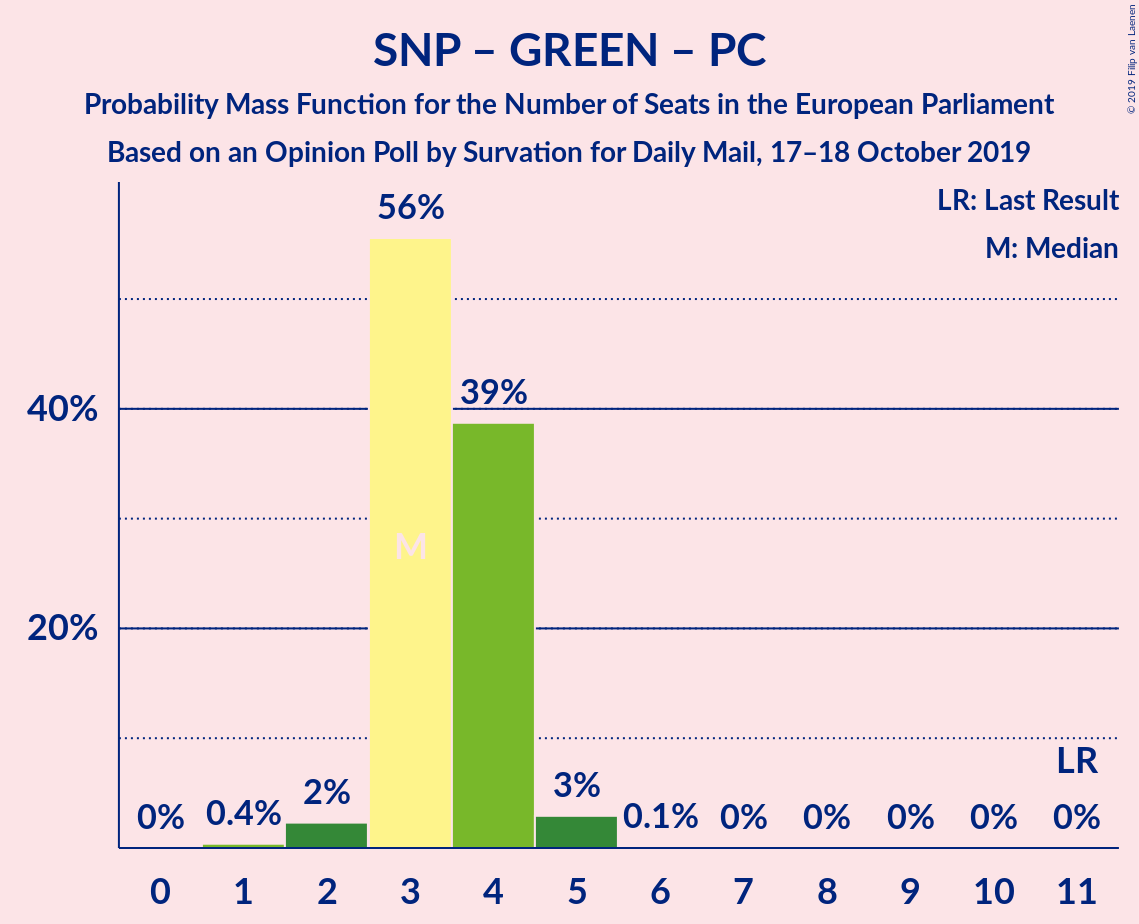 SNP – GREEN – PC
Probability Mass Function for the Number of Seats in the European Parliament
Based on an Opinion Poll by Survation for Daily Mail, 17–18 October 2019
© 2019 Filip van Laenen
LR: Last Result
M: Median
56%
39%
40%
M
20%
LR
0% 0.4% 2% 3% 0.1% 0% 0% 0% 0% 0%
0 1 2 3 4 5 6 7 8 9 10 11